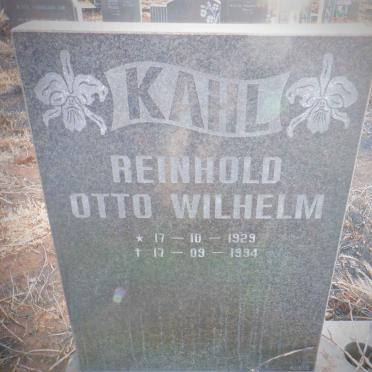 KAHL
REINHOLD
OTTO WILHELM
* 17 - 10 - 1929
† 17 - 09 - 1994